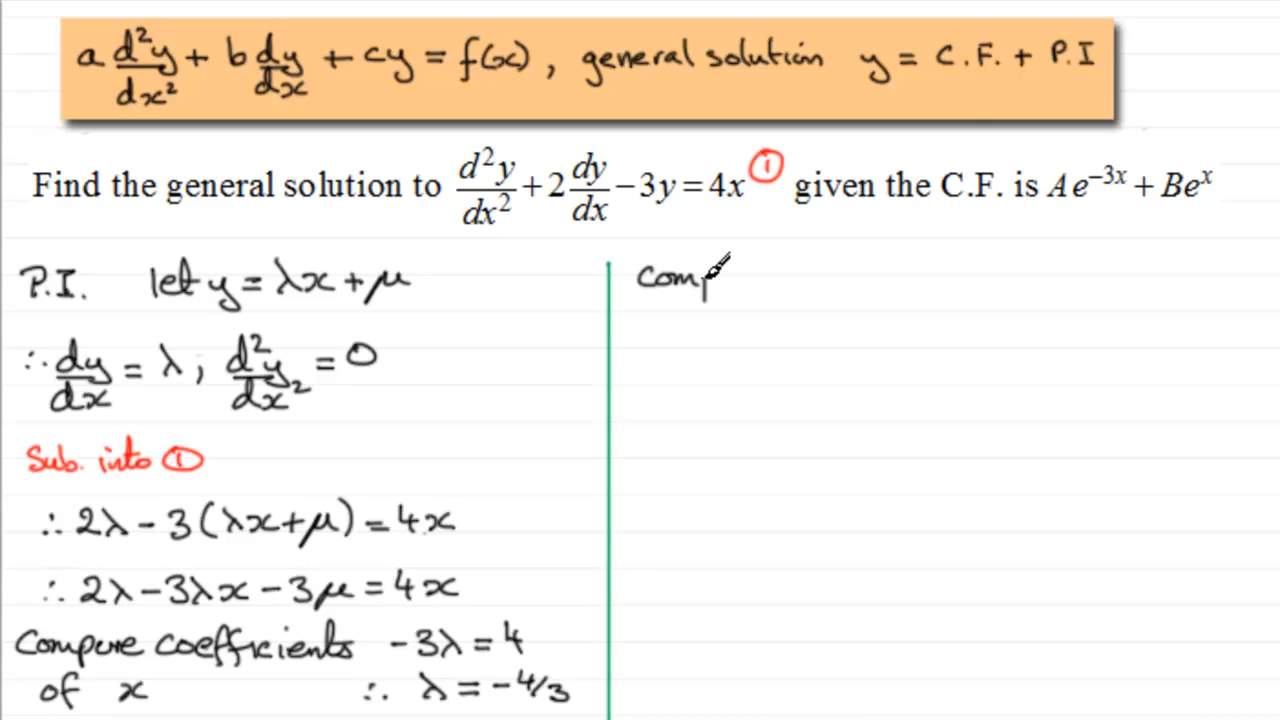 a d²y/dx² + b dy/dx + cy = f(x), general solution y = C.F. + P.I
Find the general solution to d²y/dx² + 2 dy/dx − 3y = 4x ① given the C.F. is Ae⁻³ˣ + Beˣ
P.I. let y = λx + μ
∴ dy/dx = λ, d²y/dx² = 0
Sub. into ①
∴ 2λ − 3(λx + μ) = 4x
∴ 2λ − 3λx − 3μ = 4x
Compare coefficients −3λ = 4
of x ∴ λ = −4/3
Comp